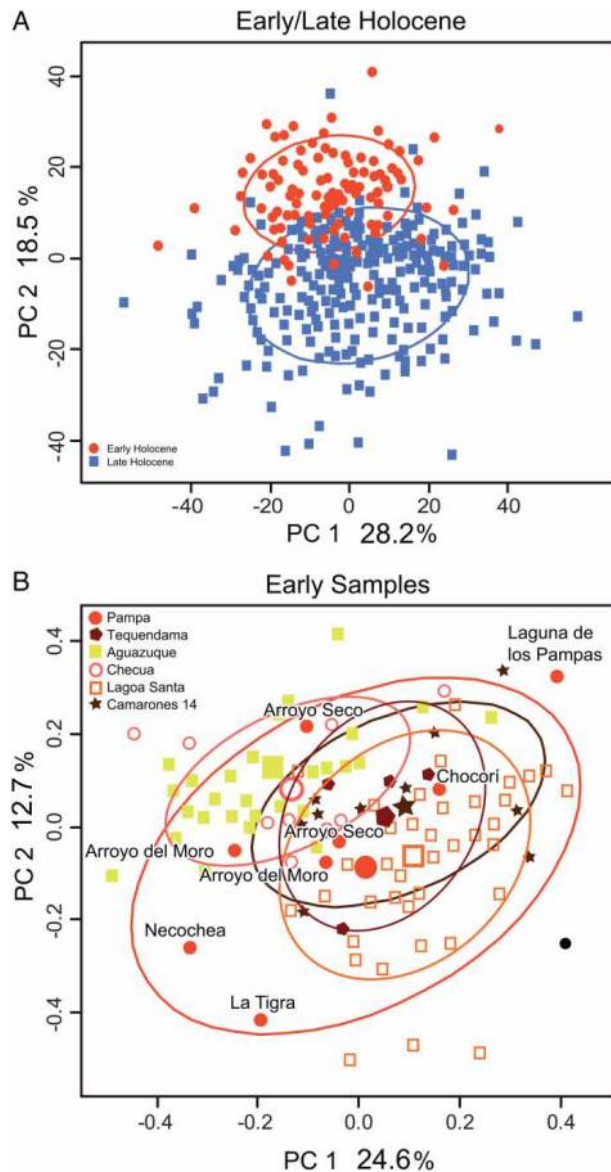 A
Early/Late Holocene
PC 2 18.5 %
40
20
0
-20
-40
Early Holocene
Late Holocene
-40 -20 0 20 40
PC 1 28.2%
B
Early Samples
PC 2 12.7 %
0.4
0.2
0.0
-0.2
-0.4
Pampa
Tequendama
Aguazuque
Checua
Lagoa Santa
Camarones 14
Laguna de
los Pampas
Arroyo Seco
Chocorí
Arroyo Seco
Arroyo del Moro
Arroyo del Moro
Necochea
La Tigra
-0.4 -0.2 0.0 0.2 0.4
PC 1 24.6%